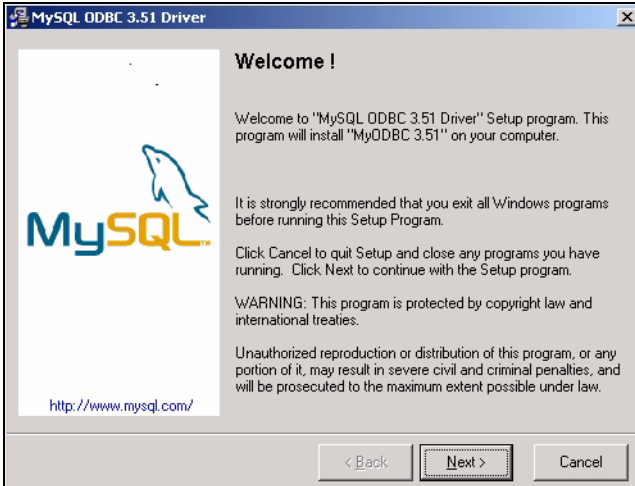 MySQL ODBC 3.51 Driver
Welcome !
Welcome to "MySQL ODBC 3.51 Driver" Setup program. This
program will install "MyODBC 3.51" on your computer.
It is strongly recommended that you exit all Windows programs
before running this Setup Program.
Click Cancel to quit Setup and close any programs you have
running. Click Next to continue with the Setup program.
WARNING: This program is protected by copyright law and
international treaties.
Unauthorized reproduction or distribution of this program, or any
portion of it, may result in severe civil and criminal penalties, and
will be prosecuted to the maximum extent possible under law.
MySQL
http://www.mysql.com/
< Back
Next >
Cancel